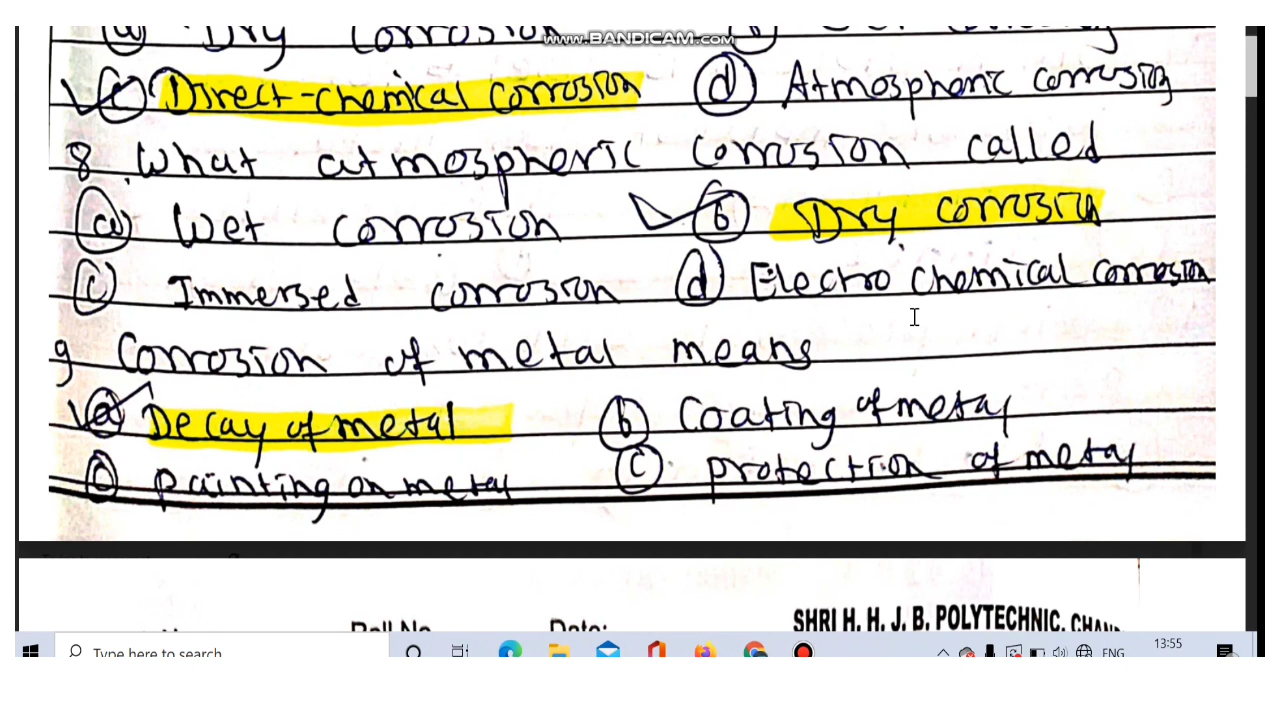 (a) Dry Corrosion (b)
www.BANDICAM.com
(c) Direct-chemical corrosion (d) Atmospheric corrosion
8. What atmospheric corrosion called
(a) Wet corrosion (b) Dry corrosion
(c) Immersed corrosion (d) Electro chemical corrosion
9 Corrosion of metal means
(a) Decay of metal (b) Coating of metal
(c) painting on metal (c) protection of metal
Roll No Date: SHRI H. H. J. B. POLYTECHNIC,
Type here to search
ENG 13:55